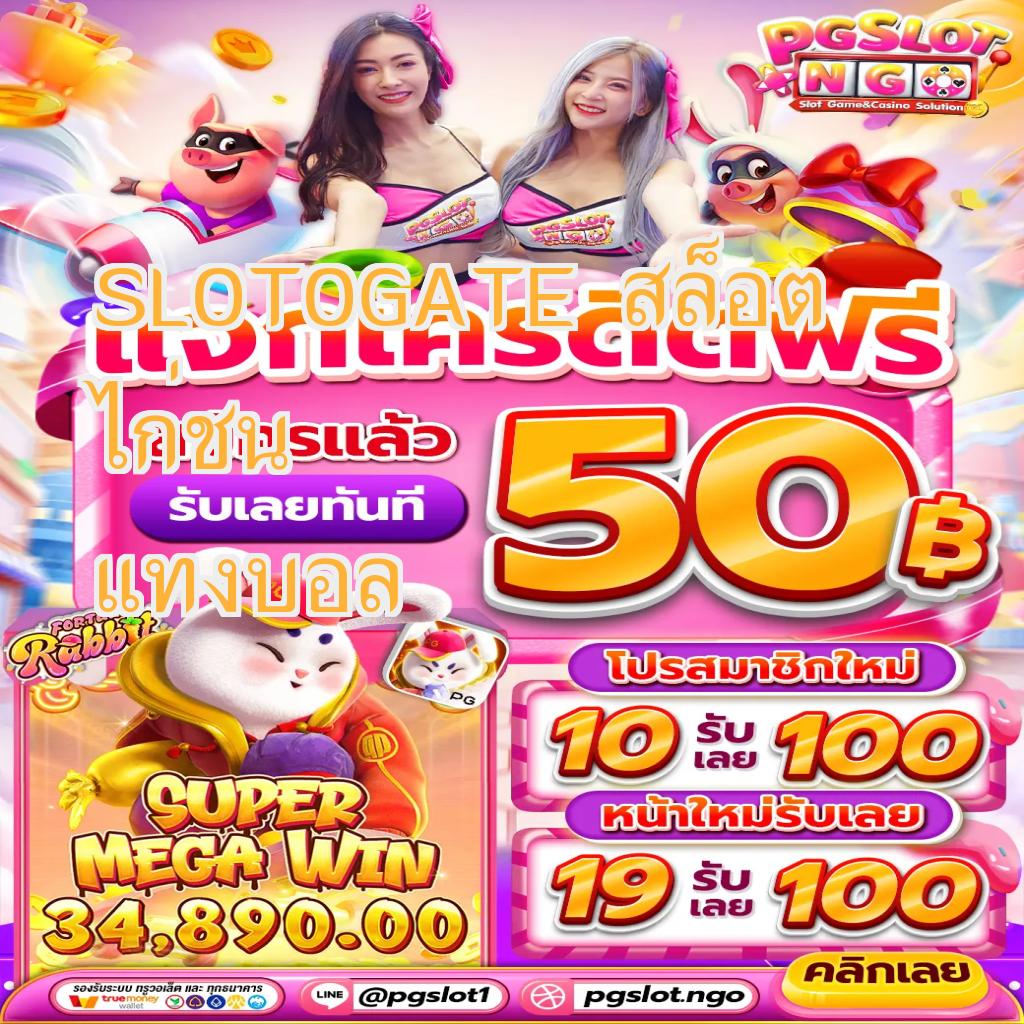 PGSLOT
NGO
Slot Game&Casino Solution
PGSLOT
NGO
PGSLOT
NGO
SLOTOGATE สล็อต
แจกเครดิตฟรี
ไก่ชน
แล้ว
50฿
รับเลยทันที
แทงบอล
FORTUNE
Rabbit
PG
โปรสมาชิกใหม่
10 รับเลย 100
หน้าใหม่รับเลย
19 รับเลย 100
SUPER
MEGA WIN
34,890.00
คลิกเลย
รองรับระบบ ทรูวอเล็ต และ ทุกธนาคาร
truemoney
wallet
LINE @pgslot1
pgslot.ngo